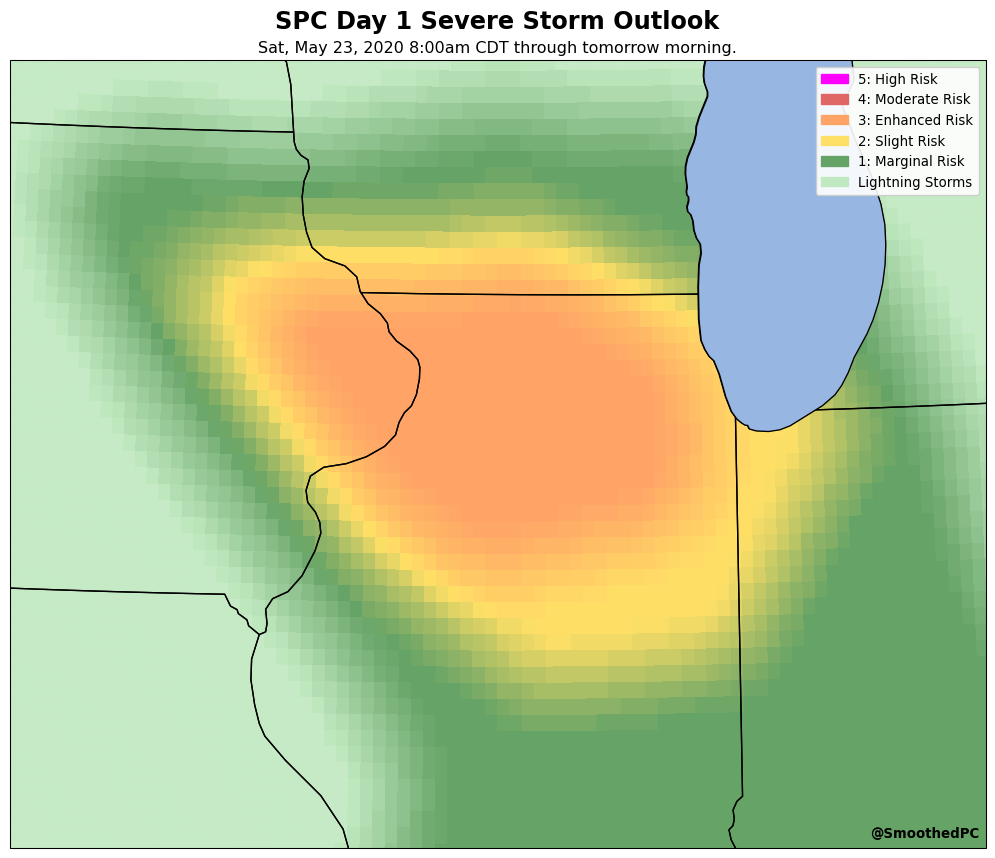 SPC Day 1 Severe Storm Outlook
Sat, May 23, 2020 8:00am CDT through tomorrow morning.
5: High Risk
4: Moderate Risk
3: Enhanced Risk
2: Slight Risk
1: Marginal Risk
Lightning Storms
@SmoothedPC